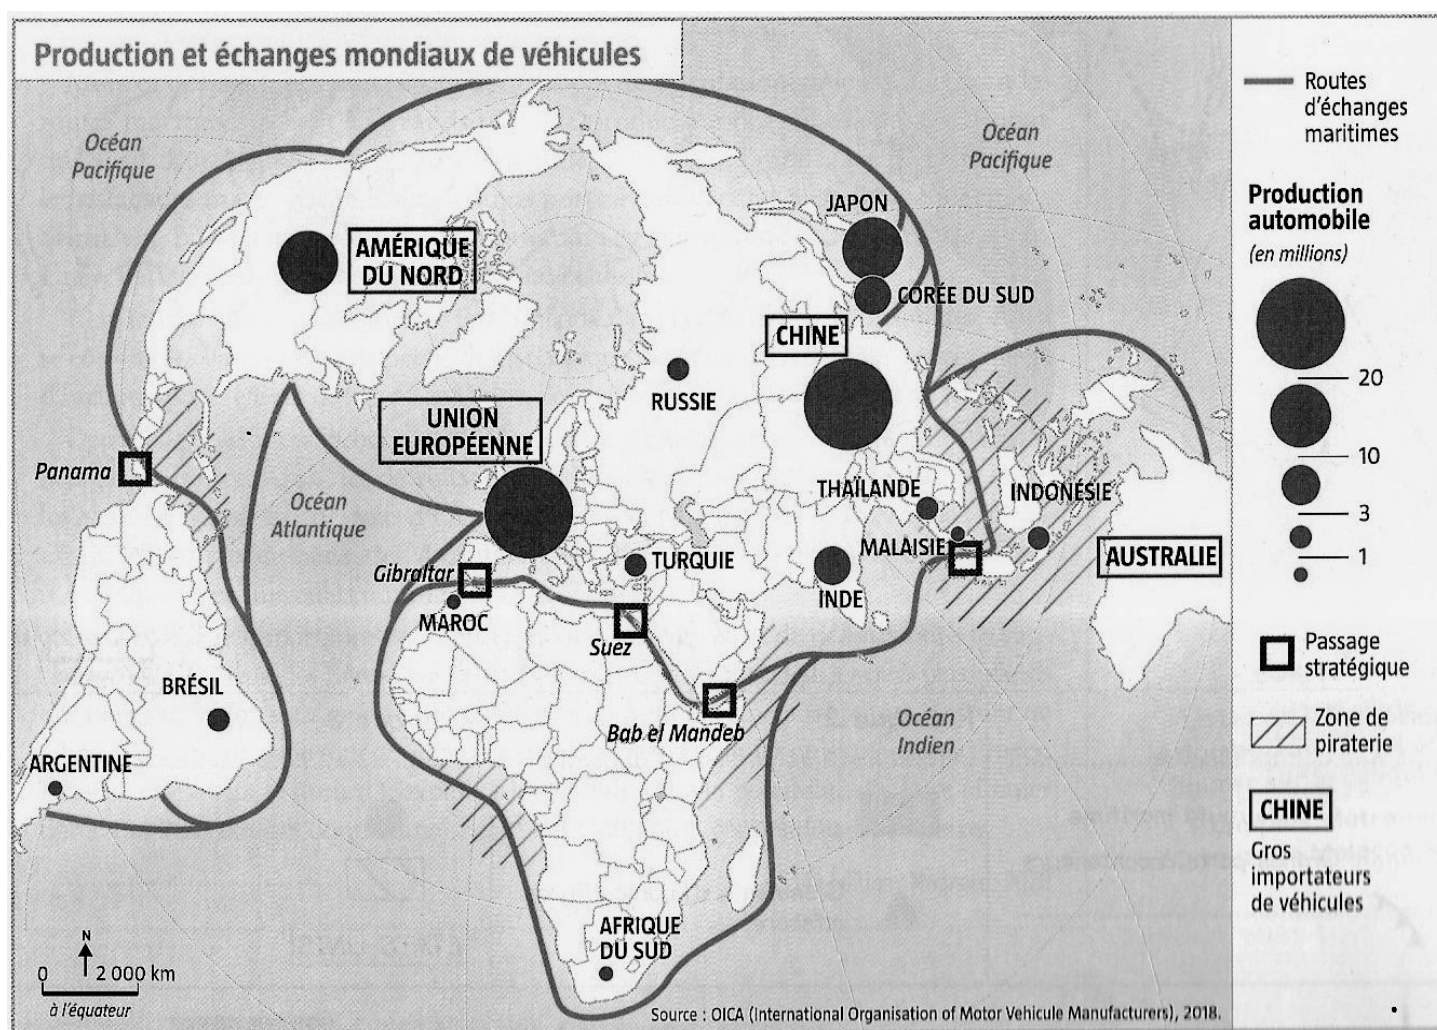 Production et échanges mondiaux de véhicules
Océan
Pacifique
Océan
Pacifique
JAPON
AMÉRIQUE
DU NORD
CORÉE DU SUD
CHINE
RUSSIE
UNION
EUROPÉENNE
Panama
Océan
Atlantique
THAÏLANDE
INDONÉSIE
MALAISIE
AUSTRALIE
Gibraltar
TURQUIE
INDE
MAROC
Suez
BRÉSIL
Bab el Mandeb
Océan
Indien
ARGENTINE
AFRIQUE
DU SUD
N
0 2 000 km
à l'équateur
Source : OICA (International Organisation of Motor Vehicule Manufacturers), 2018.
Routes
d'échanges
maritimes
Production
automobile
(en millions)
20
10
3
1
Passage
stratégique
Zone de
piraterie
CHINE
Gros
importateurs
de véhicules